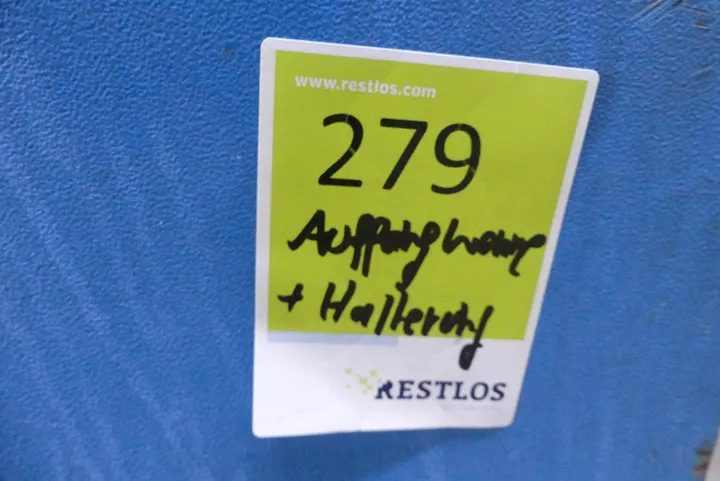 www.restlos.com
279
Auffangwanne
+ Halterung
RESTLOS